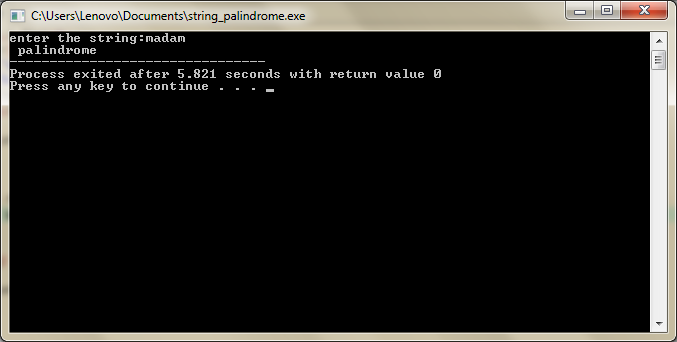 C:\Users\Lenovo\Documents\string_palindrome.exe
enter the string:madam
 palindrome
--------------------------------
Process exited after 5.821 seconds with return value 0
Press any key to continue . . . _